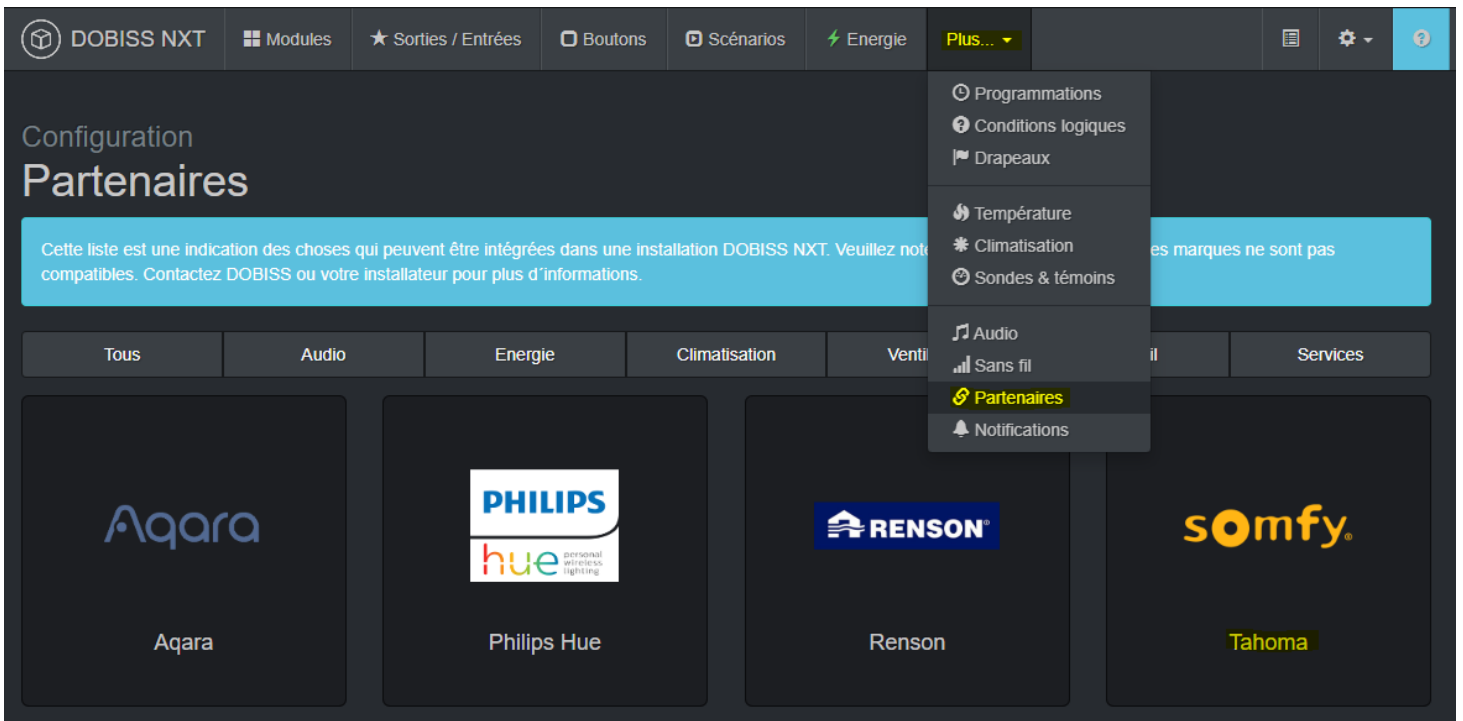 DOBISS NXT
Modules
Sorties / Entrées
Boutons
Scénarios
Energie
Plus...
Programmations
Conditions logiques
Drapeaux
Température
Climatisation
Sondes & témoins
Audio
Sans fil
Partenaires
Notifications
Configuration
Partenaires
Cette liste est une indication des choses qui peuvent être intégrées dans une installation DOBISS NXT. Veuillez es marques ne sont pas
compatibles. Contactez DOBISS ou votre installateur pour plus d´informations.
Tous
Audio
Energie
Climatisation
Venti
il
Services
Aqara
PHILIPS
hue personal
wireless
lighting
RENSON®
somfy®
Aqara
Philips Hue
Renson
Tahoma